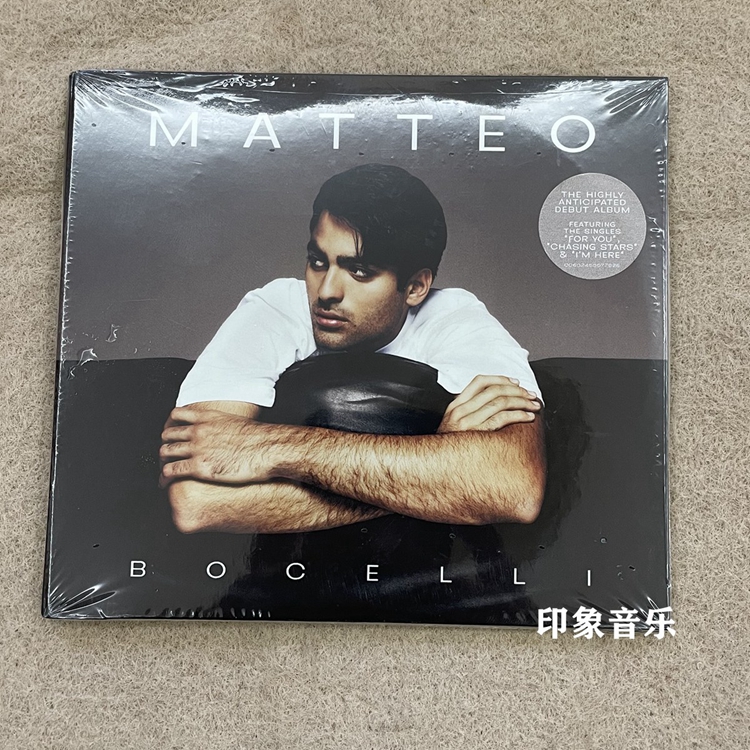 MATTEO
THE HIGHLY
ANTICIPATED
DEBUT ALBUM
FEATURING
THE SINGLES
"FOR YOU",
"CHASING STARS"
& "I'M HERE"
BOCELLI
印象音乐